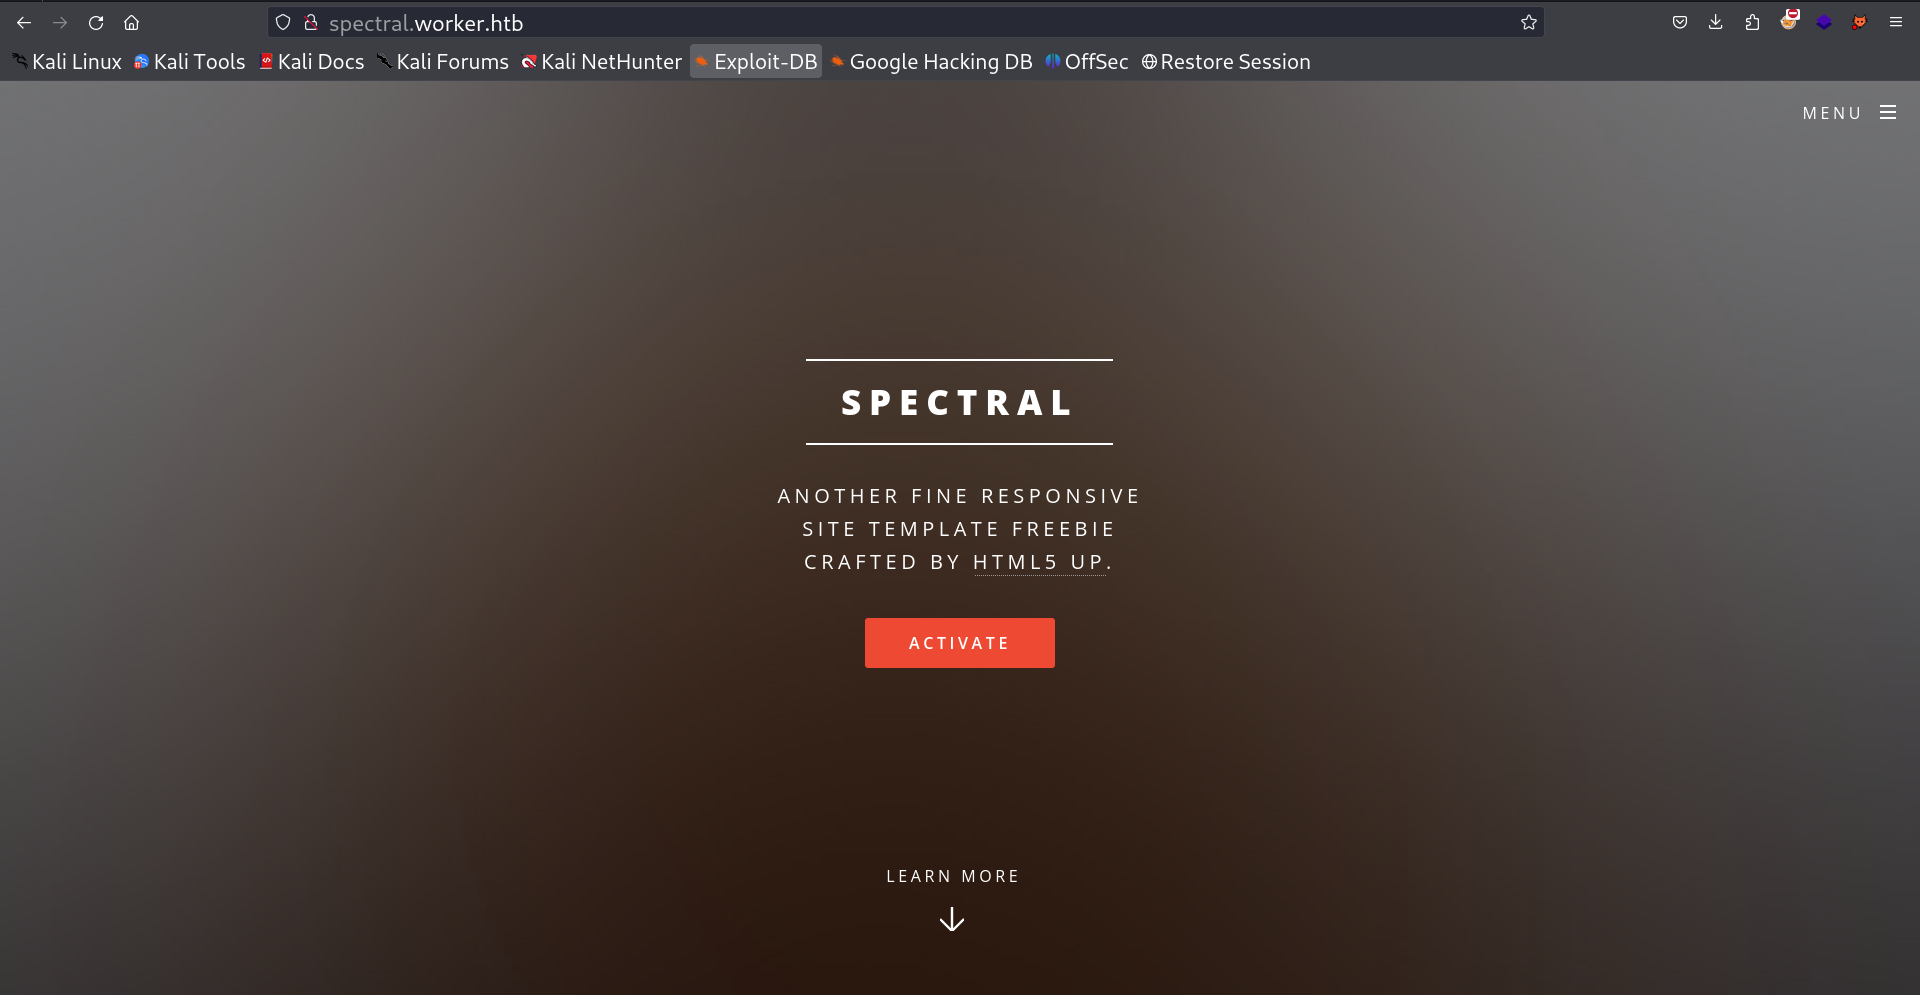 spectral.worker.htb
Kali Linux Kali Tools Kali Docs Kali Forums Kali NetHunter Exploit-DB Google Hacking DB OffSec Restore Session
MENU
SPECTRAL
ANOTHER FINE RESPONSIVE
SITE TEMPLATE FREEBIE
CRAFTED BY HTML5 UP.
ACTIVATE
LEARN MORE